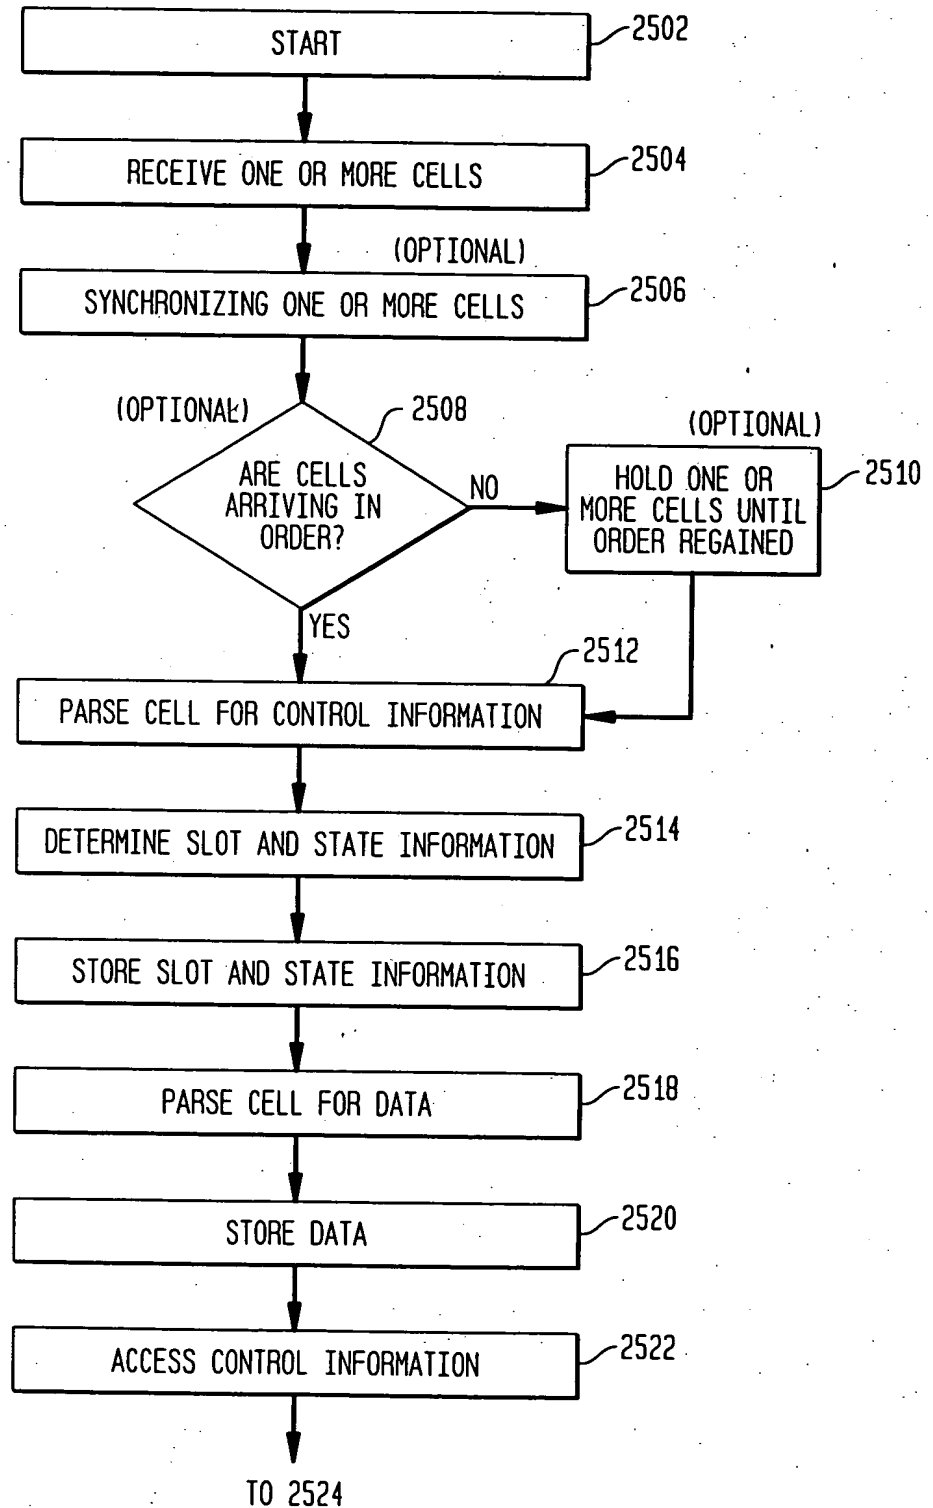 START
2502
RECEIVE ONE OR MORE CELLS
2504
(OPTIONAL)
SYNCHRONIZING ONE OR MORE CELLS
2506
(OPTIONAL)
2508
ARE CELLS
ARRIVING IN
ORDER?
NO
YES
(OPTIONAL)
HOLD ONE OR
MORE CELLS UNTIL
ORDER REGAINED
2510
2512
PARSE CELL FOR CONTROL INFORMATION
DETERMINE SLOT AND STATE INFORMATION
2514
STORE SLOT AND STATE INFORMATION
2516
PARSE CELL FOR DATA
2518
STORE DATA
2520
ACCESS CONTROL INFORMATION
2522
TO 2524